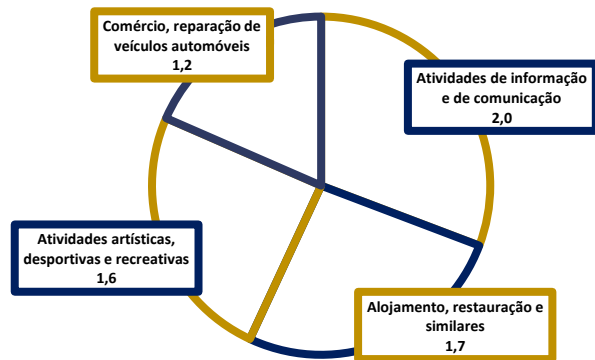 Comércio, reparação de
veículos automóveis
1,2
Atividades de informação
e de comunicação
2,0
Atividades artísticas,
desportivas e recreativas
1,6
Alojamento, restauração e
similares
1,7